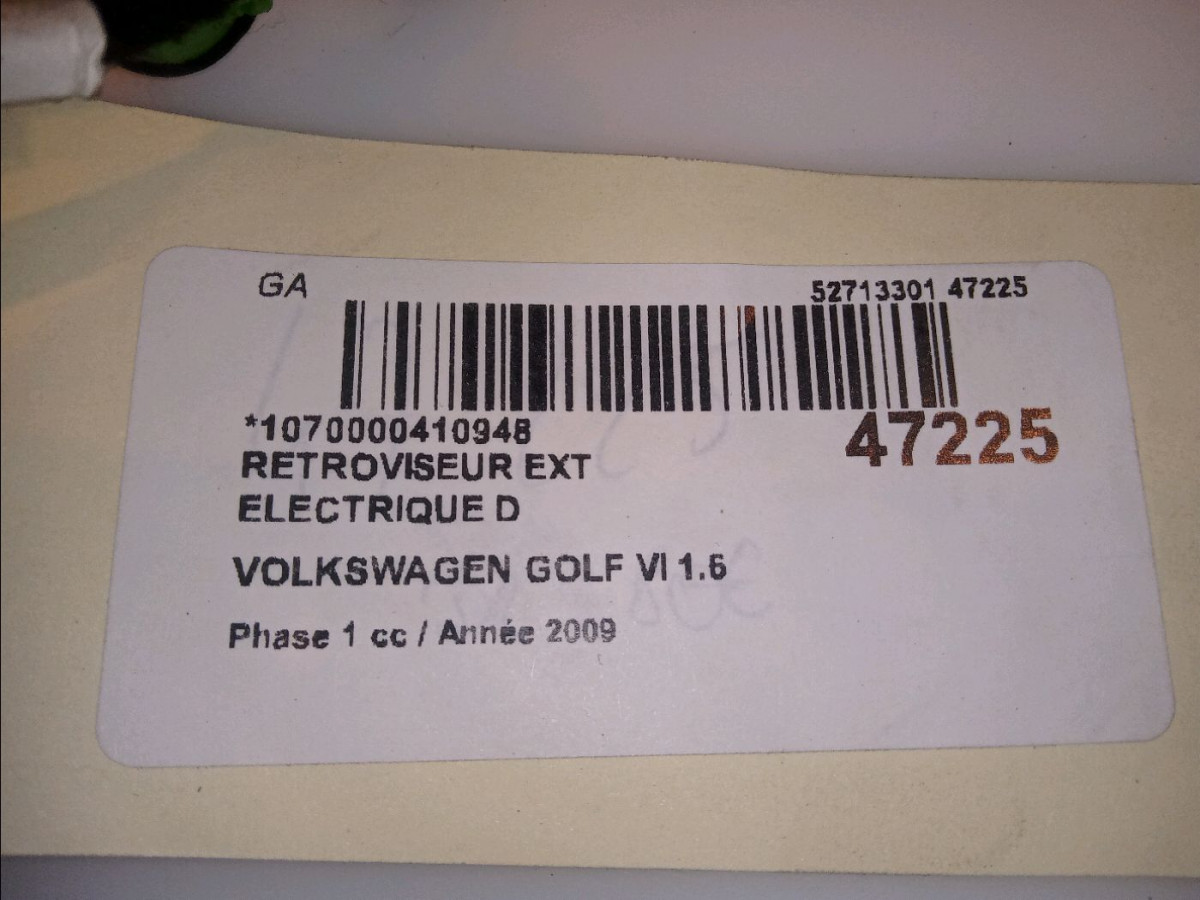 GA
52713301 47225
*1070000410948
47225
RETROVISEUR EXT
ELECTRIQUE D
VOLKSWAGEN GOLF VI 1.6
Phase 1 cc / Année 2009